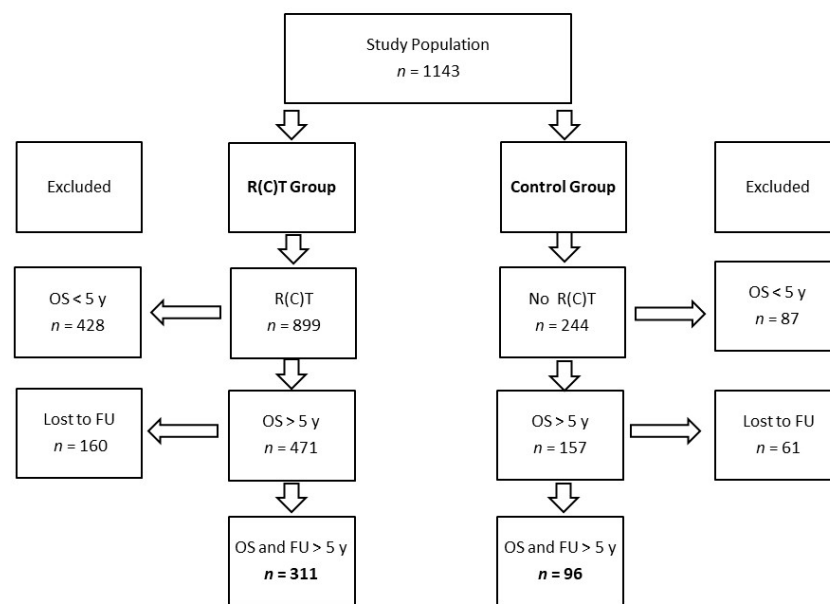 Study Population
n = 1143
Excluded
R(C)T Group
Control Group
Excluded
OS < 5 y
n = 428
R(C)T
n = 899
No R(C)T
n = 244
OS < 5 y
n = 87
Lost to FU
n = 160
OS > 5 y
n = 471
OS > 5 y
n = 157
Lost to FU
n = 61
OS and FU > 5 y
n = 311
OS and FU > 5 y
n = 96